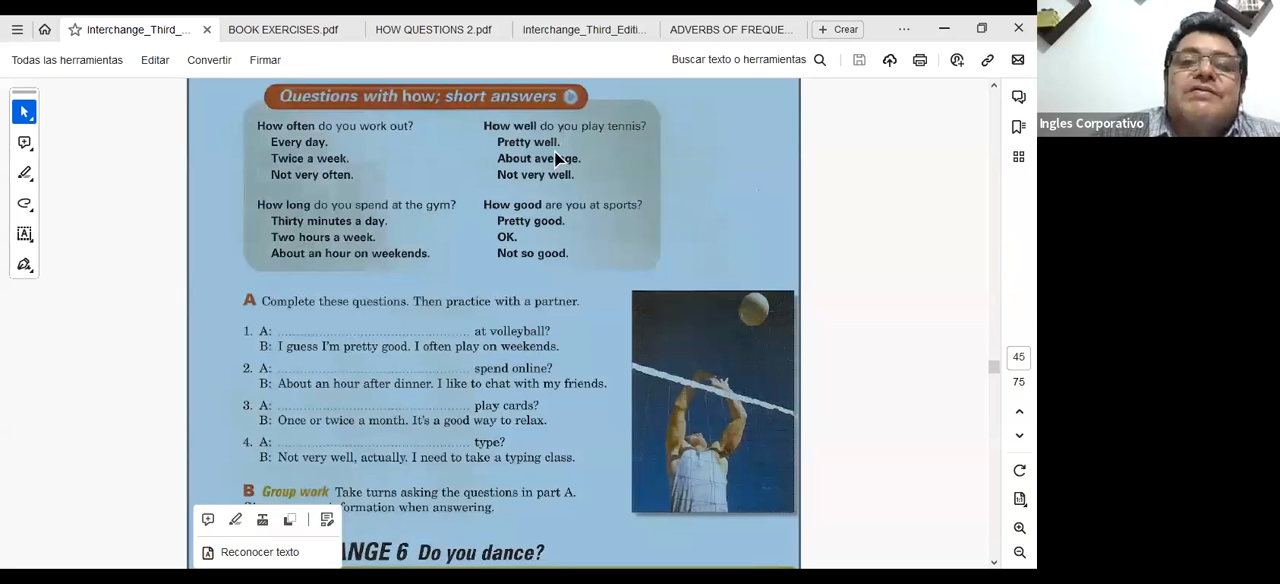 Interchange_Third_...
BOOK EXERCISES.pdf
HOW QUESTIONS 2.pdf
Interchange_Third_Editi...
ADVERBS OF FREQUE...
Crear
Todas las herramientas
Editar
Convertir
Firmar
Buscar texto o herramientas
Ingles Corporativo
Questions with how; short answers
How often do you work out?
Every day.
Twice a week.
Not very often.
How well do you play tennis?
Pretty well.
About average.
Not very well.
How long do you spend at the gym?
Thirty minutes a day.
Two hours a week.
About an hour on weekends.
How good are you at sports?
Pretty good.
OK.
Not so good.
A Complete these questions. Then practice with a partner.
1. A: ........................................ at volleyball?
B: I guess I'm pretty good. I often play on weekends.
2. A: ........................................ spend online?
B: About an hour after dinner. I like to chat with my friends.
3. A: ........................................ play cards?
B: Once or twice a month. It's a good way to relax.
4. A: ........................................ type?
B: Not very well, actually. I need to take a typing class.
B Group work Take turns asking the questions in part A.
formation when answering.
Reconocer texto
ANGE 6 Do you dance?
45
75